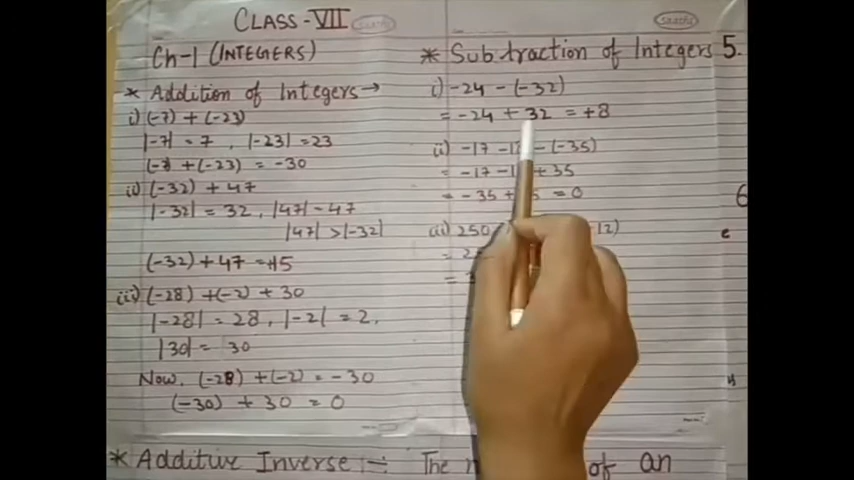 CLASS - VII
Ch-1 (INTEGERS)
* Addition of Integers →
i) (-7) + (-23)
|-7| = 7 , |-23| = 23
(-7) + (-23) = -30
ii) (-32) + 47
|-32| = 32, |47| - 47
|47| > |-32|
(-32) + 47 = +15
iii) (-28) + (-2) + 30
|-28| = 28, |-2| = 2,
|30| = 30
Now, (-28) + (-2) = -30
(-30) + 30 = 0
* Subtraction of Integers
i) -24 - (-32)
= -24 + 32 = +8
ii) -17 - - (-35)
= -17 - + 35
= -35 + = 0
iii) 250 12)
=
=
5.
6
* Additive Inverse :- The of an